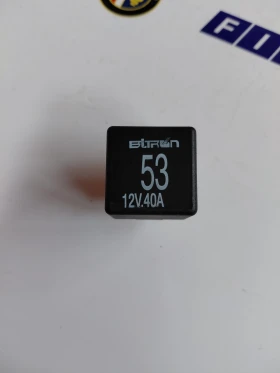 ELTRON
53
12V.40A
FI